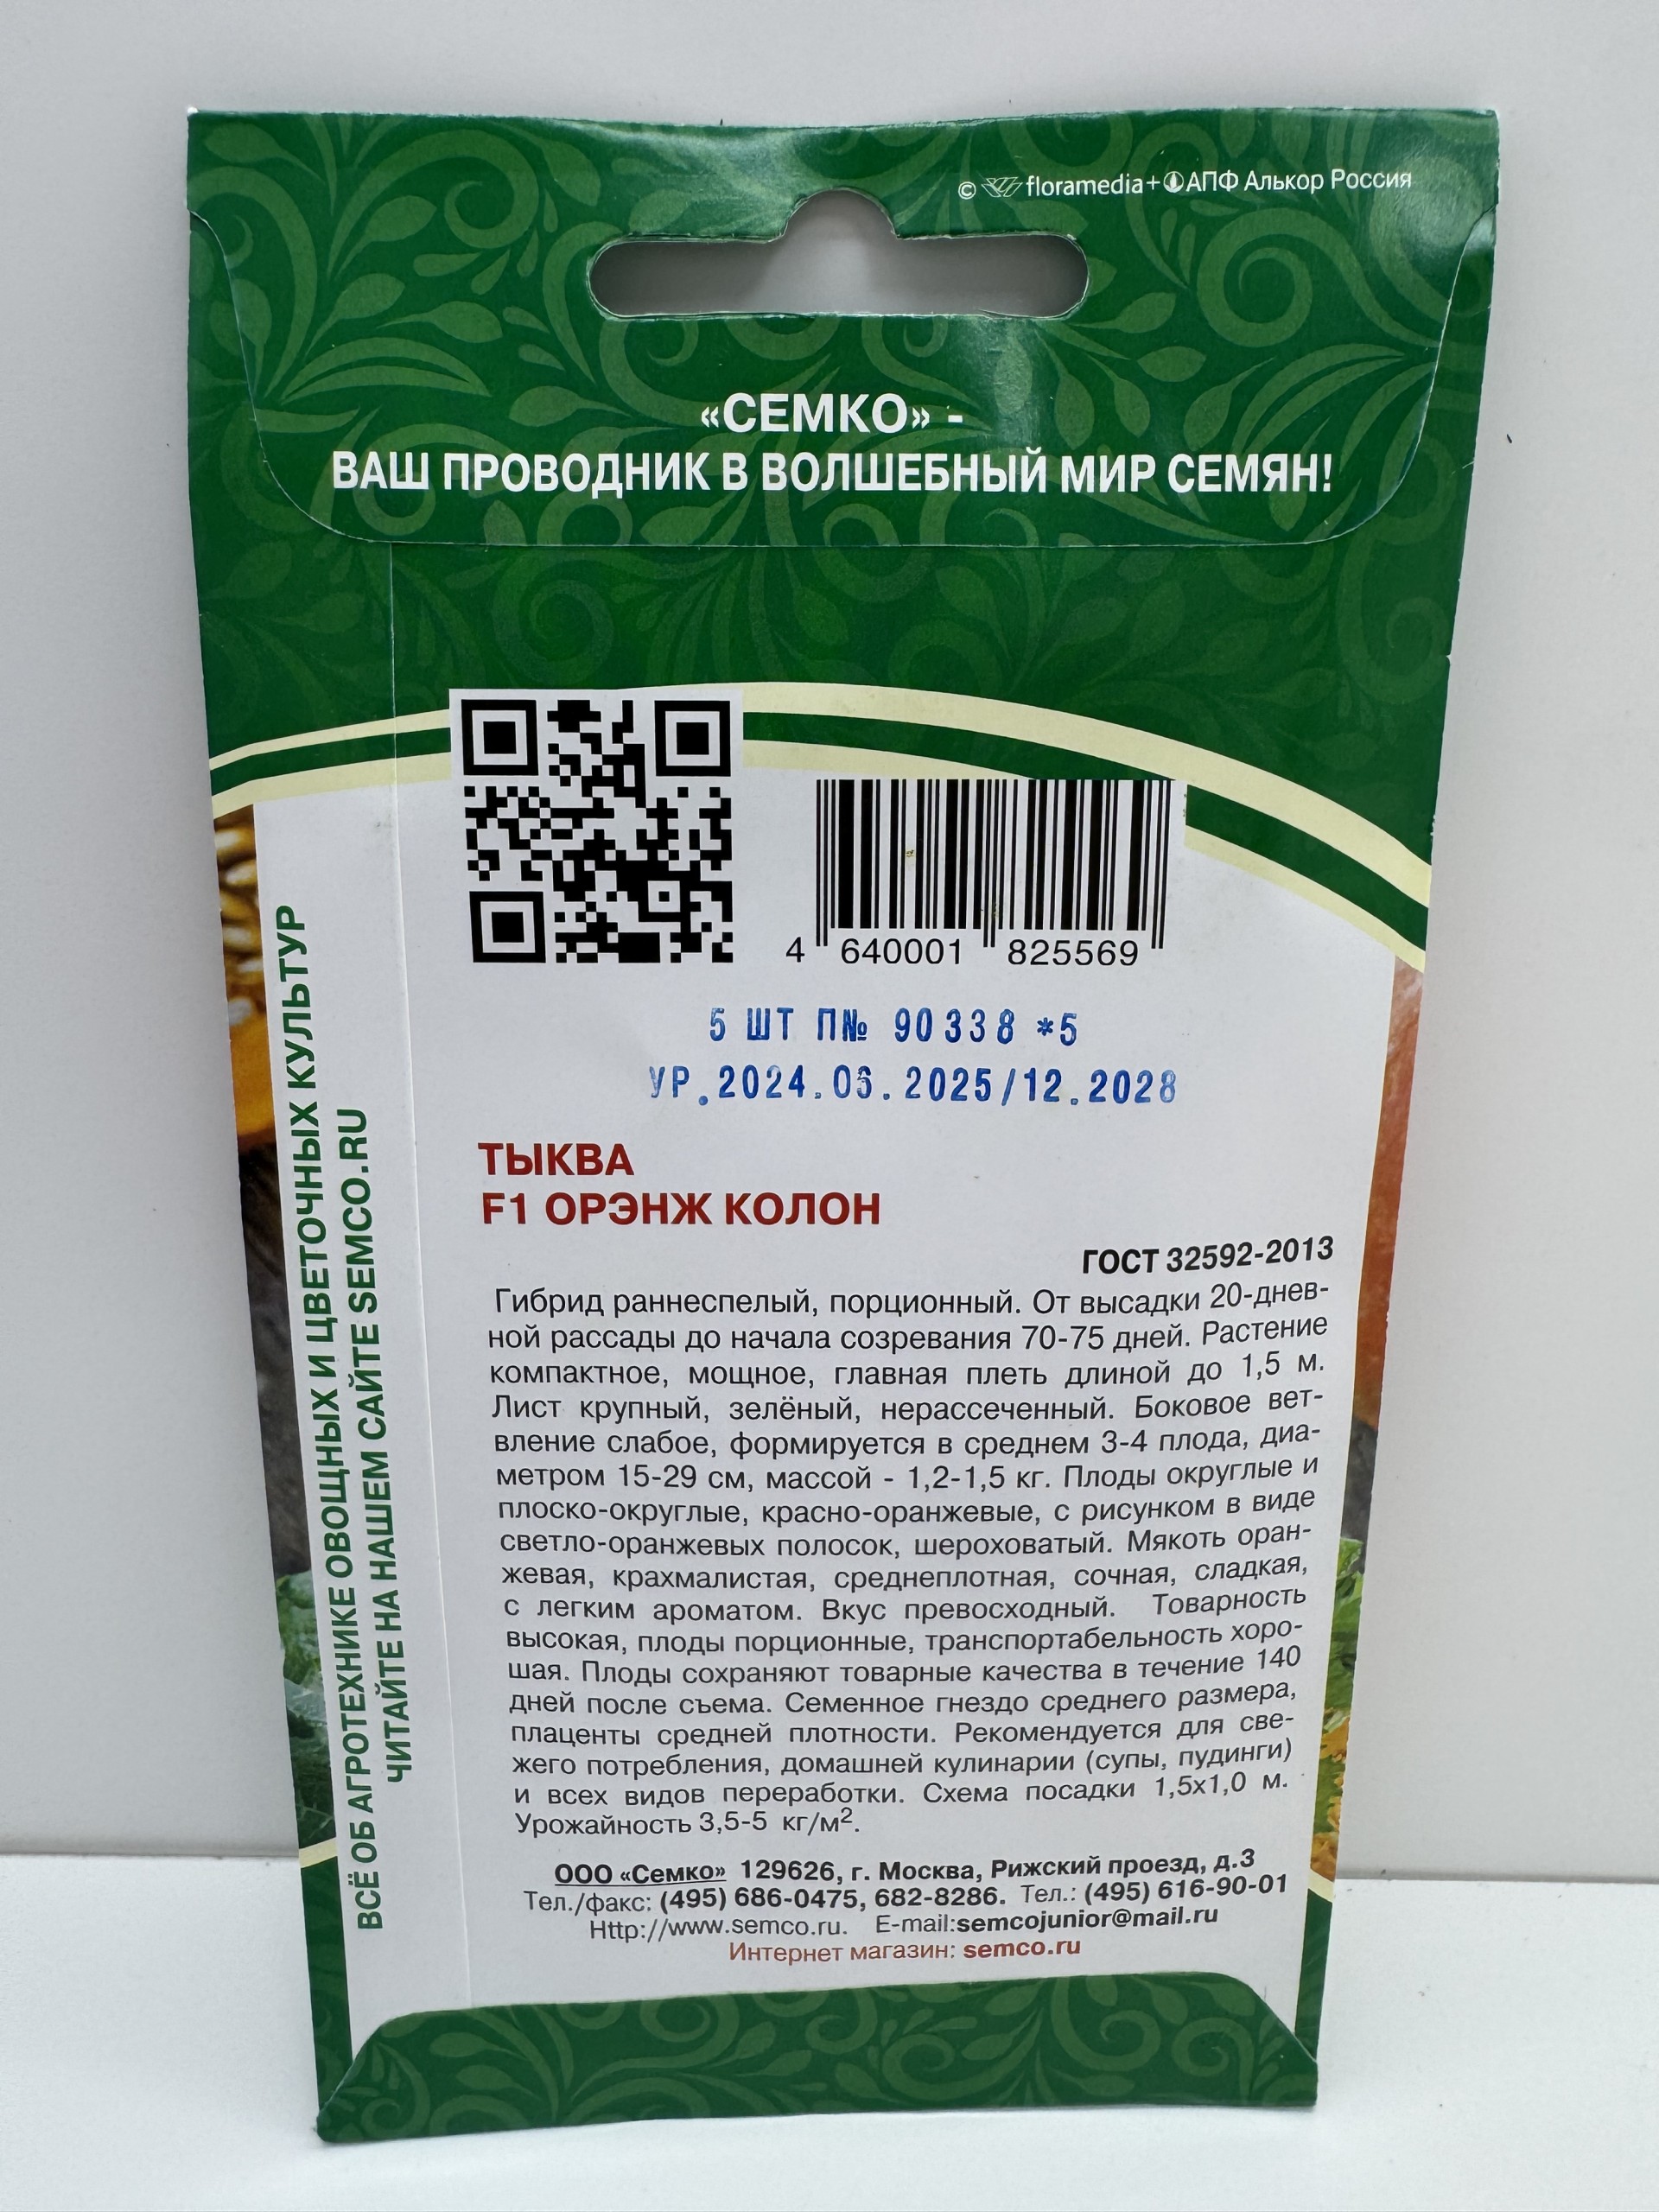 © floramedia+АПФ Алькор Россия
«СЕМКО» -
ВАШ ПРОВОДНИК В ВОЛШЕБНЫЙ МИР СЕМЯН!
4 640001 825569
5 ШТ П№ 90338 *5
УР.2024.06.2025/12.2028
ТЫКВА
F1 ОРЭНЖ КОЛОН
ГОСТ 32592-2013
Гибрид раннеспелый, порционный. От высадки 20-днев-
ной рассады до начала созревания 70-75 дней. Растение
компактное, мощное, главная плеть длиной до 1,5 м.
Лист крупный, зелёный, нерассеченный. Боковое вет-
вление слабое, формируется в среднем 3-4 плода, диа-
метром 15-29 см, массой - 1,2-1,5 кг. Плоды округлые и
плоско-округлые, красно-оранжевые, с рисунком в виде
светло-оранжевых полосок, шероховатый. Мякоть оран-
жевая, крахмалистая, среднеплотная, сочная, сладкая,
с легким ароматом. Вкус превосходный. Товарность
высокая, плоды порционные, транспортабельность хоро-
шая. Плоды сохраняют товарные качества в течение 140
дней после съема. Семенное гнездо среднего размера,
плаценты средней плотности. Рекомендуется для све-
жего потребления, домашней кулинарии (супы, пудинги)
и всех видов переработки. Схема посадки 1,5х1,0 м.
Урожайность 3,5-5 кг/м².
ООО «Семко» 129626, г. Москва, Рижский проезд, д.3
Тел./факс: (495) 686-0475, 682-8286. Тел.: (495) 616-90-01
Http://www.semco.ru. E-mail:semcojunior@mail.ru
Интернет магазин: semco.ru
ВСЁ ОБ АГРОТЕХНИКЕ ОВОЩНЫХ И ЦВЕТОЧНЫХ КУЛЬТУР
ЧИТАЙТЕ НА НАШЕМ САЙТЕ SEMCO.RU